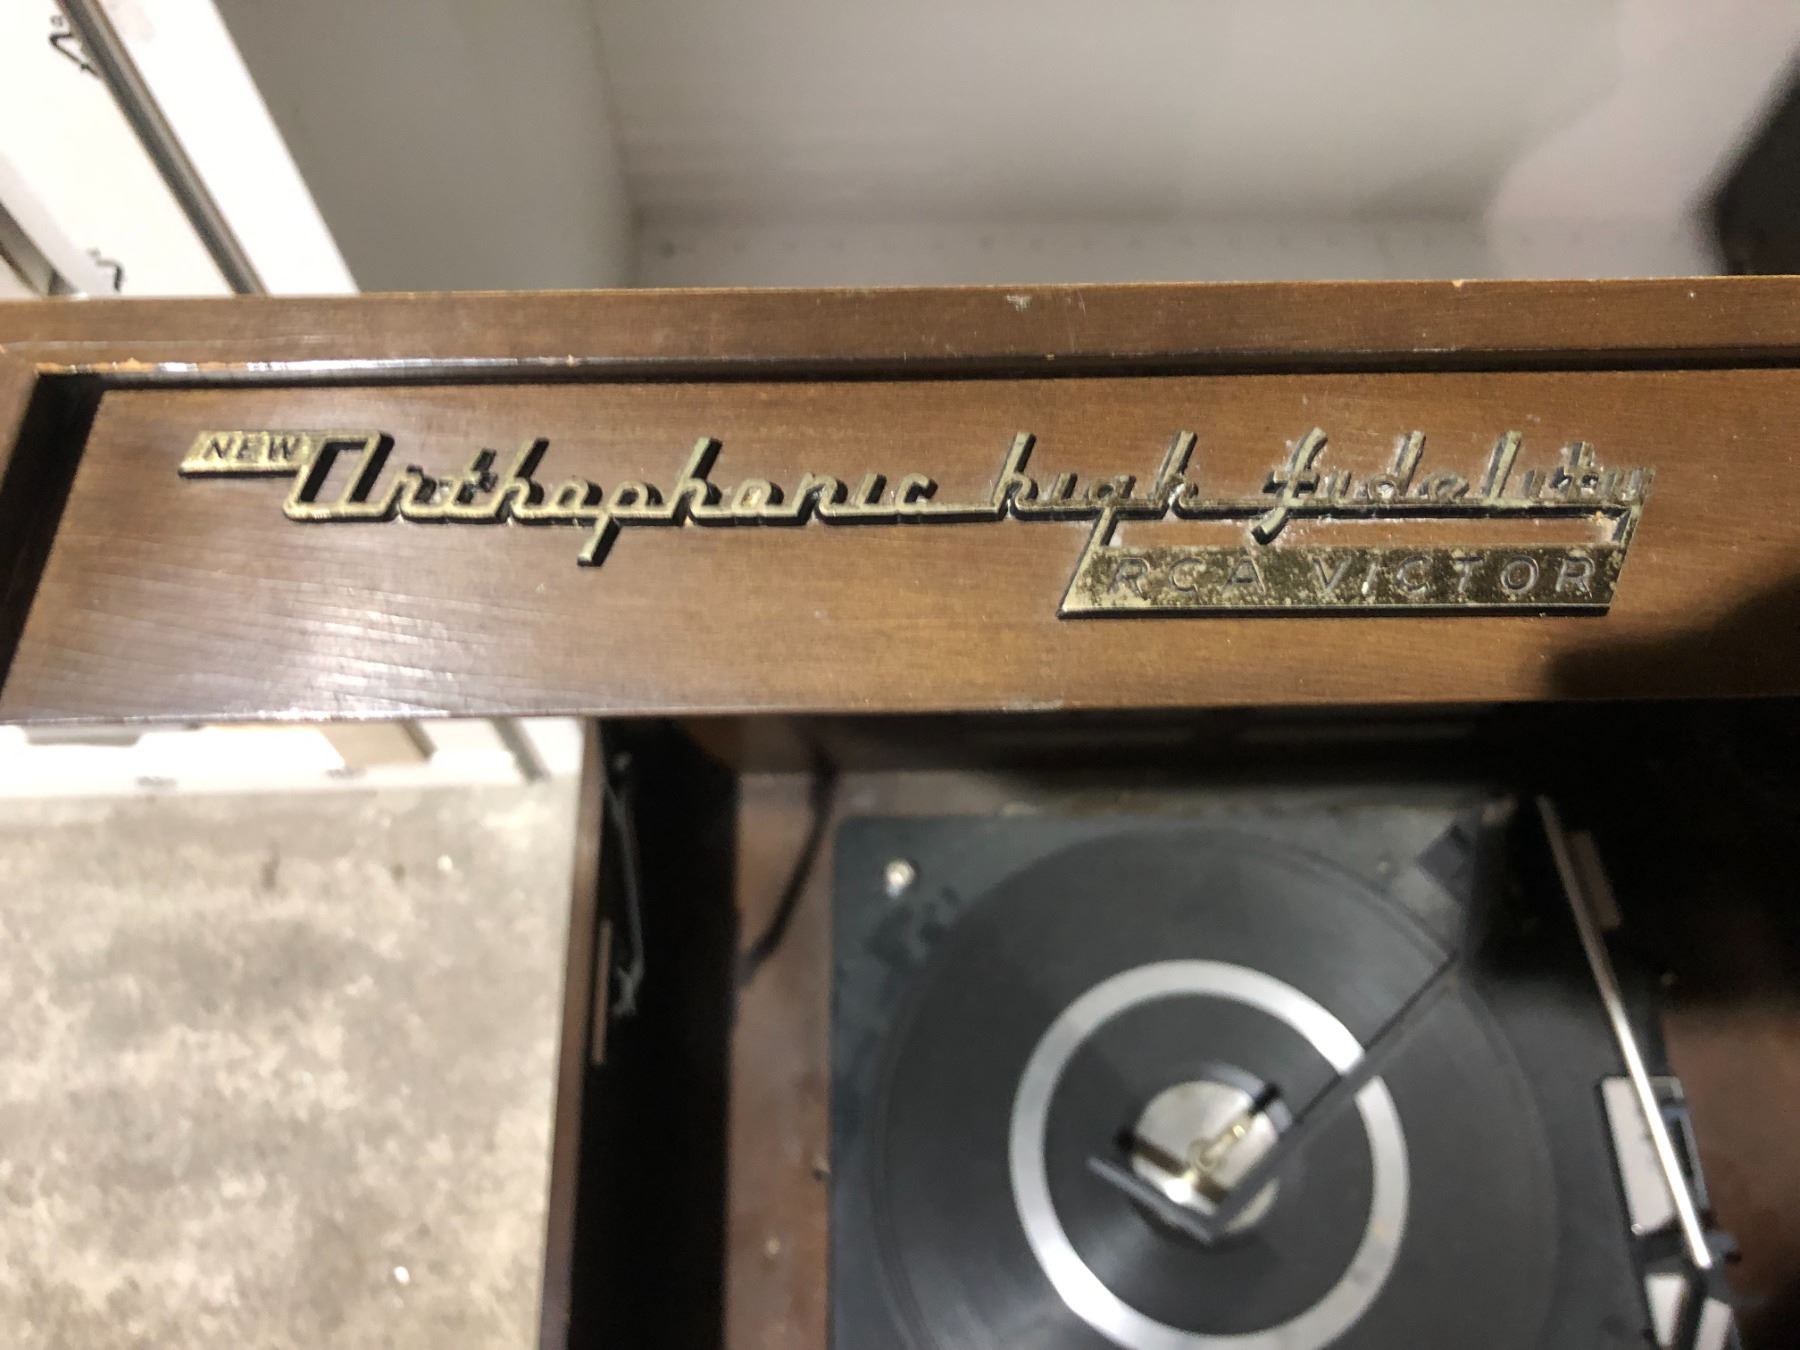 NEW Orthophonic high fidelity
RCA VICTOR